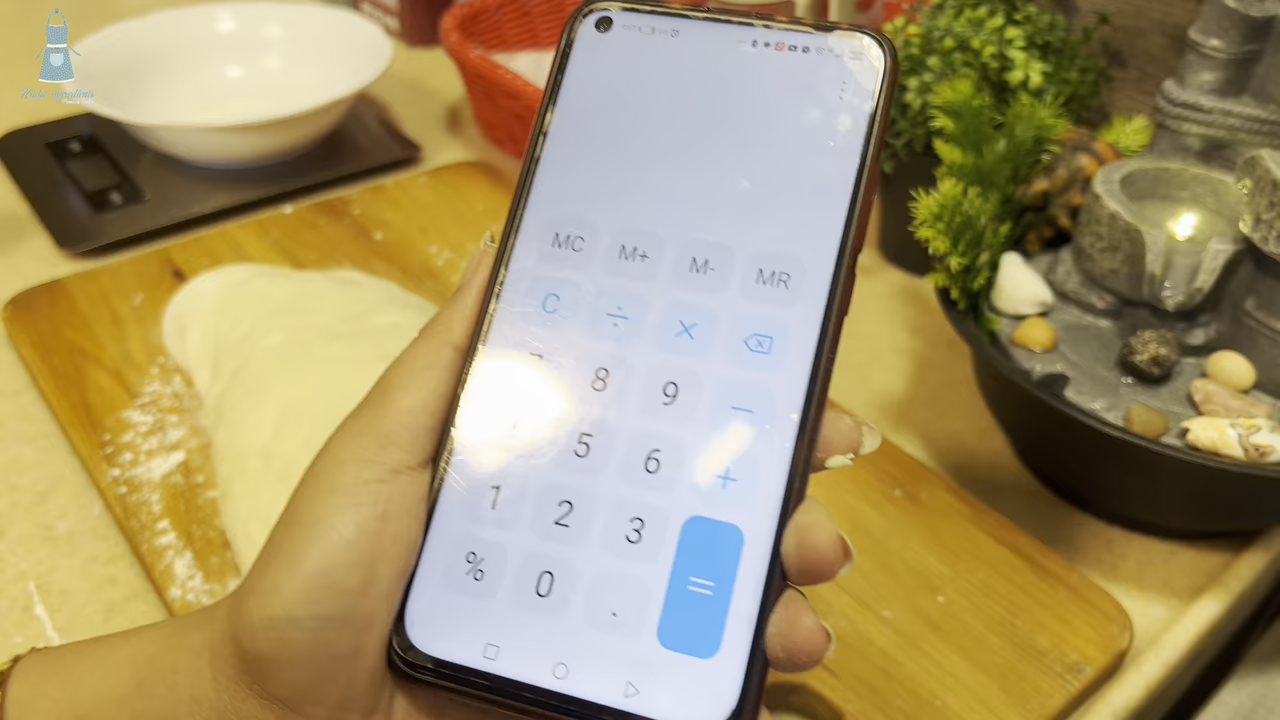 MC M+ M- MR
C ÷ ×
8 9 −
5 6 +
1 2 3
% 0 . =